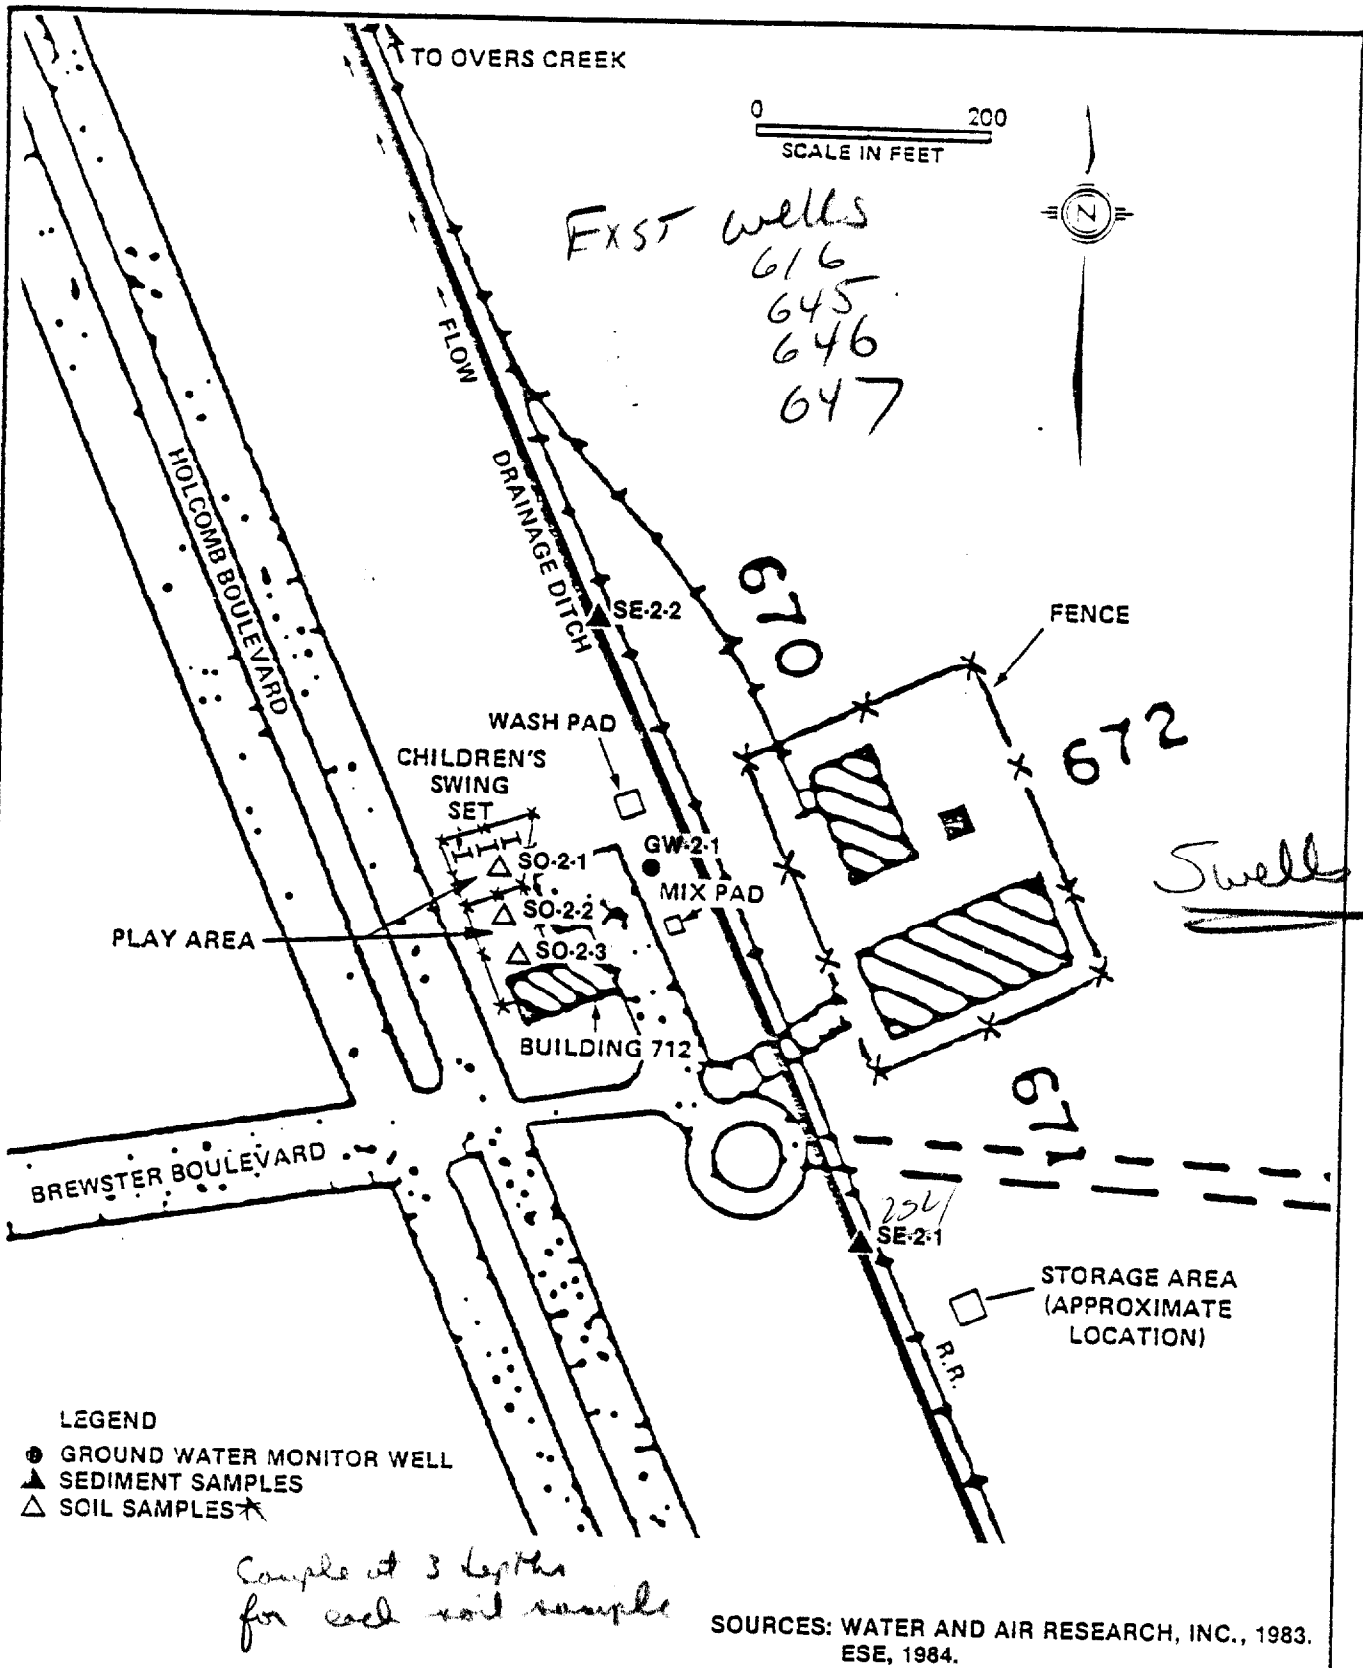 TO OVERS CREEK
0 200
SCALE IN FEET
N
EXST wells
616
645
646
647
FLOW
DRAINAGE DITCH
HOLCOMB BOULEVARD
670
SE-2-2
FENCE
672
WASH PAD
CHILDREN'S
SWING
SET
GW-2-1
SO-2-1
MIX PAD
5 wells
SO-2-2
PLAY AREA
SO-2-3
BUILDING 712
671
BREWSTER BOULEVARD
SE-2-1
STORAGE AREA
(APPROXIMATE
LOCATION)
R.R.
LEGEND
GROUND WATER MONITOR WELL
SEDIMENT SAMPLES
SOIL SAMPLES*
at 3 depths
for each soil sample
SOURCES: WATER AND AIR RESEARCH, INC., 1983.
ESE, 1984.